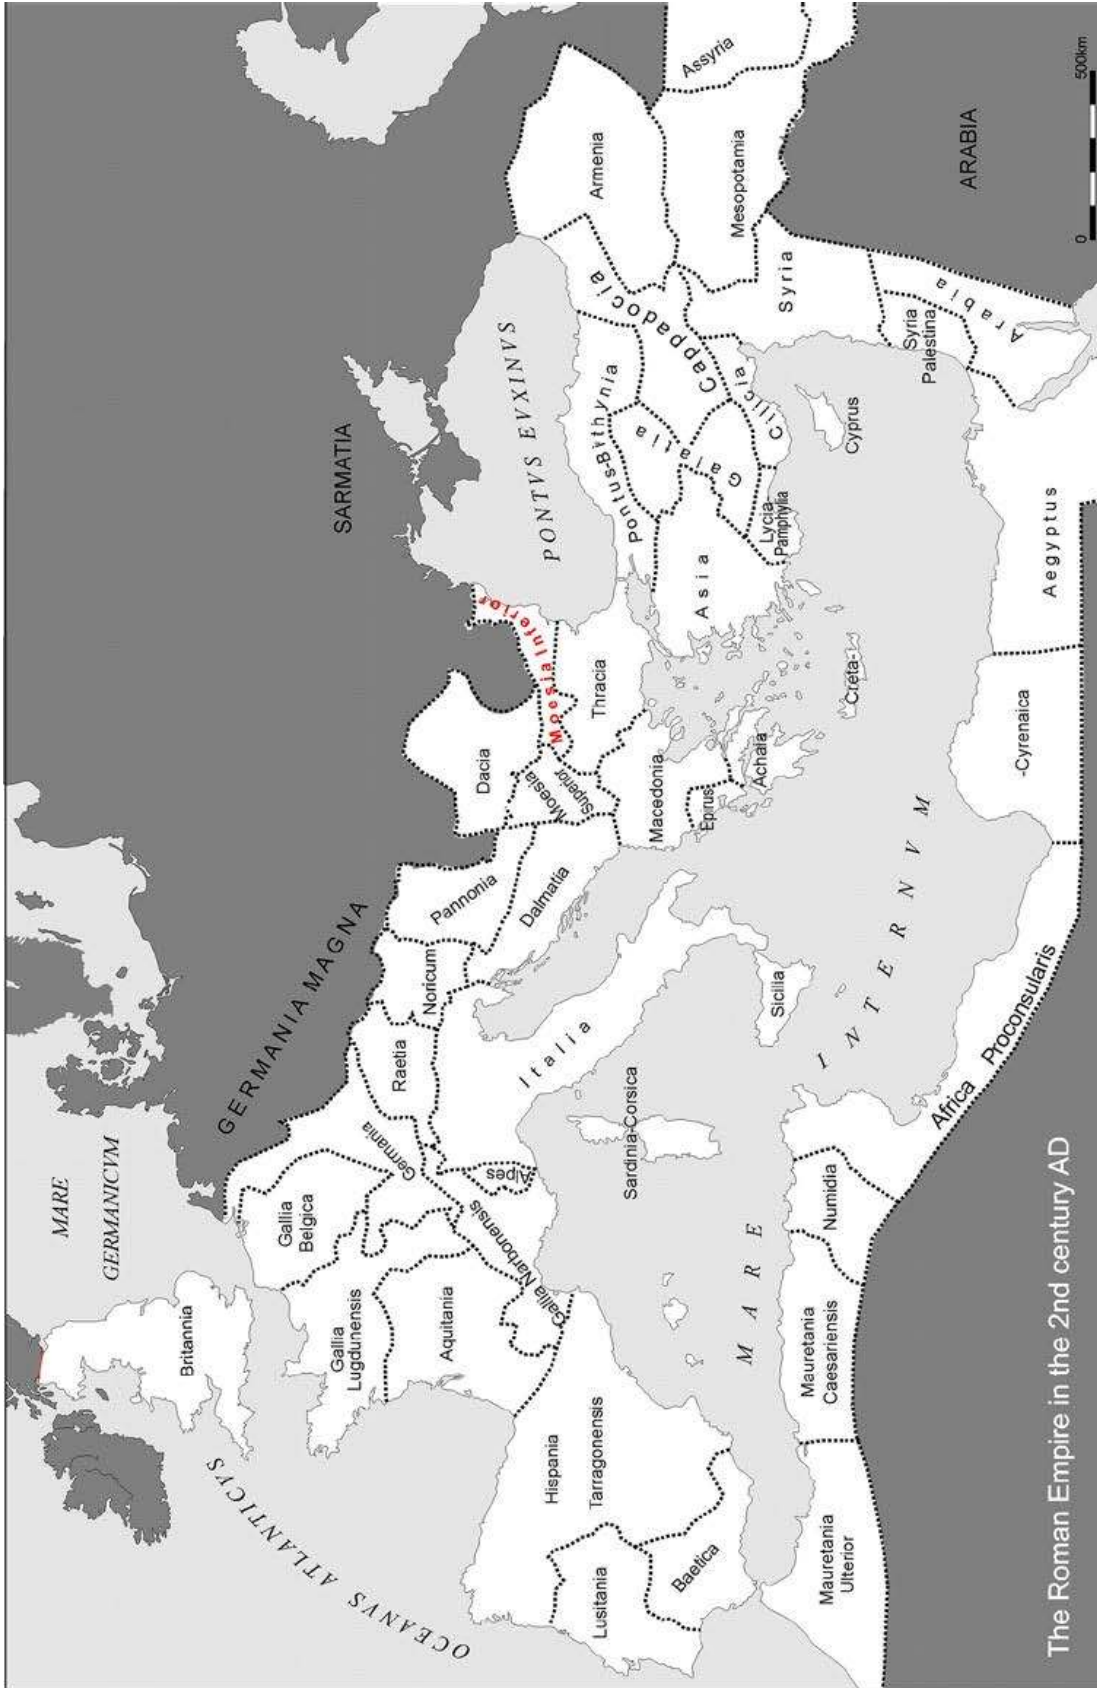 MARE
GERMANICVM
GERMANIA MAGNA
SARMATIA
OCEANVS ATLANTICVS
Britannia
Gallia
Belgica
Germania
Gallia
Lugdunensis
Aquitania
Gallia Narbonensis
Alpes
Raetia
Noricum
Pannonia
Dalmatia
Italia
Dacia
Moesia
Superior
Moesia Inferior
Thracia
Macedonia
Epirus
Achaia
PONTVS EVXINVS
Pontus-Bithynia
Galatia
Cappadocia
Armenia
Asia
Lycia-
Pamphylia
Cilicia
Assyria
Mesopotamia
Syria
Syria
Palestina
Arabia
ARABIA
Cyprus
Creta-
-Cyrenaica
Aegyptus
Hispania
Tarragonensis
Lusitania
Baetica
Sardinia-Corsica
Sicilia
MARE INTERNVM
Mauretania
Ulterior
Mauretania
Caesariensis
Numidia
Africa Proconsularis
The Roman Empire in the 2nd century AD
0 500km